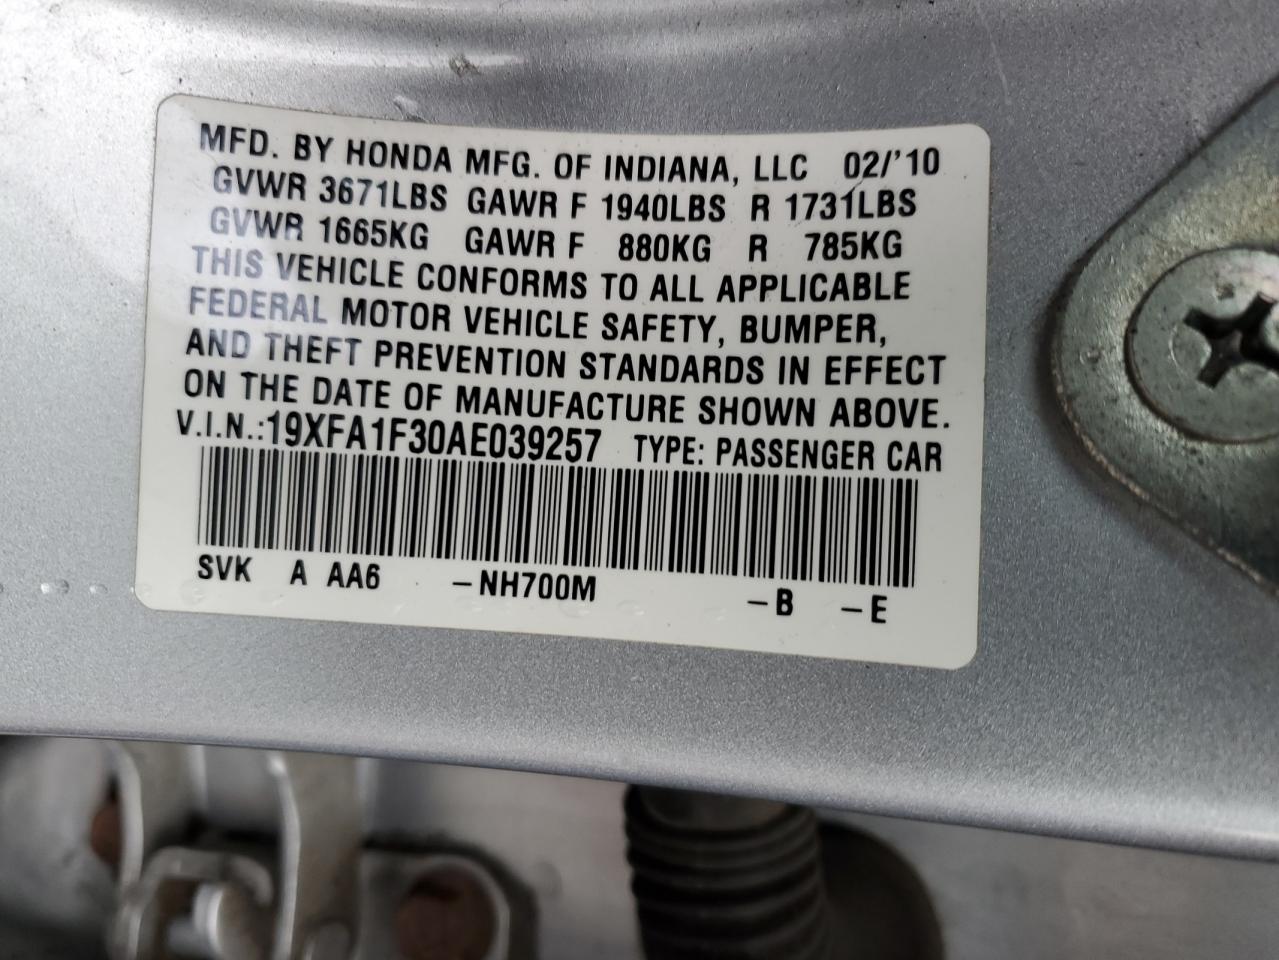 MFD. BY HONDA MFG. OF INDIANA, LLC 02/'10
GVWR 3671LBS GAWR F 1940LBS R 1731LBS
GVWR 1665KG GAWR F 880KG R 785KG
THIS VEHICLE CONFORMS TO ALL APPLICABLE
FEDERAL MOTOR VEHICLE SAFETY, BUMPER,
AND THEFT PREVENTION STANDARDS IN EFFECT
ON THE DATE OF MANUFACTURE SHOWN ABOVE.
V.I.N.:19XFA1F30AE039257 TYPE: PASSENGER CAR
SVK A AA6 –NH700M –B –E